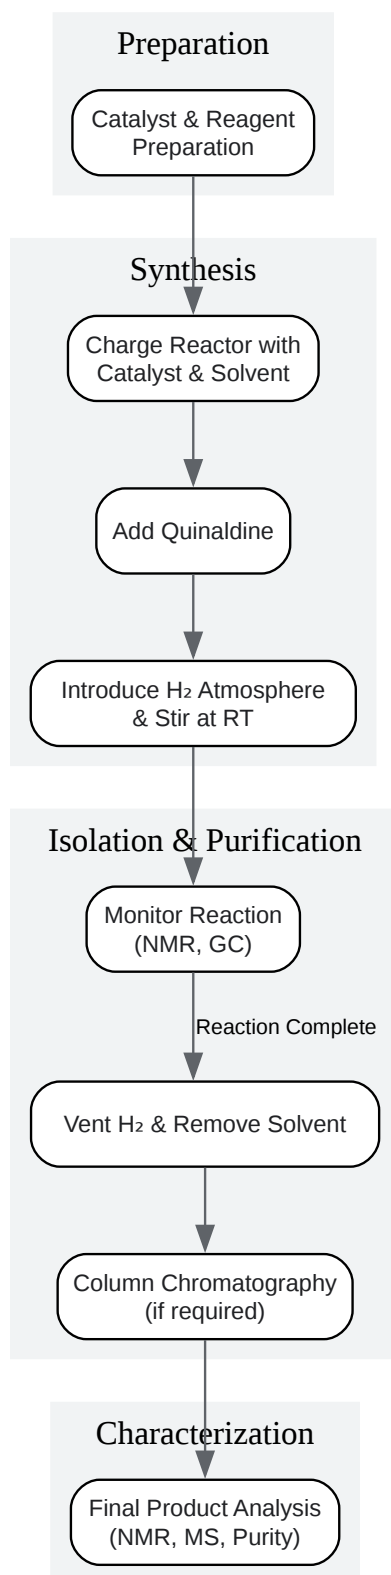 Preparation
Catalyst & Reagent
Preparation
Synthesis
Charge Reactor with
Catalyst & Solvent
Add Quinaldine
Introduce H₂ Atmosphere
& Stir at RT
Isolation & Purification
Monitor Reaction
(NMR, GC)
Reaction Complete
Vent H₂ & Remove Solvent
Column Chromatography
(if required)
Characterization
Final Product Analysis
(NMR, MS, Purity)